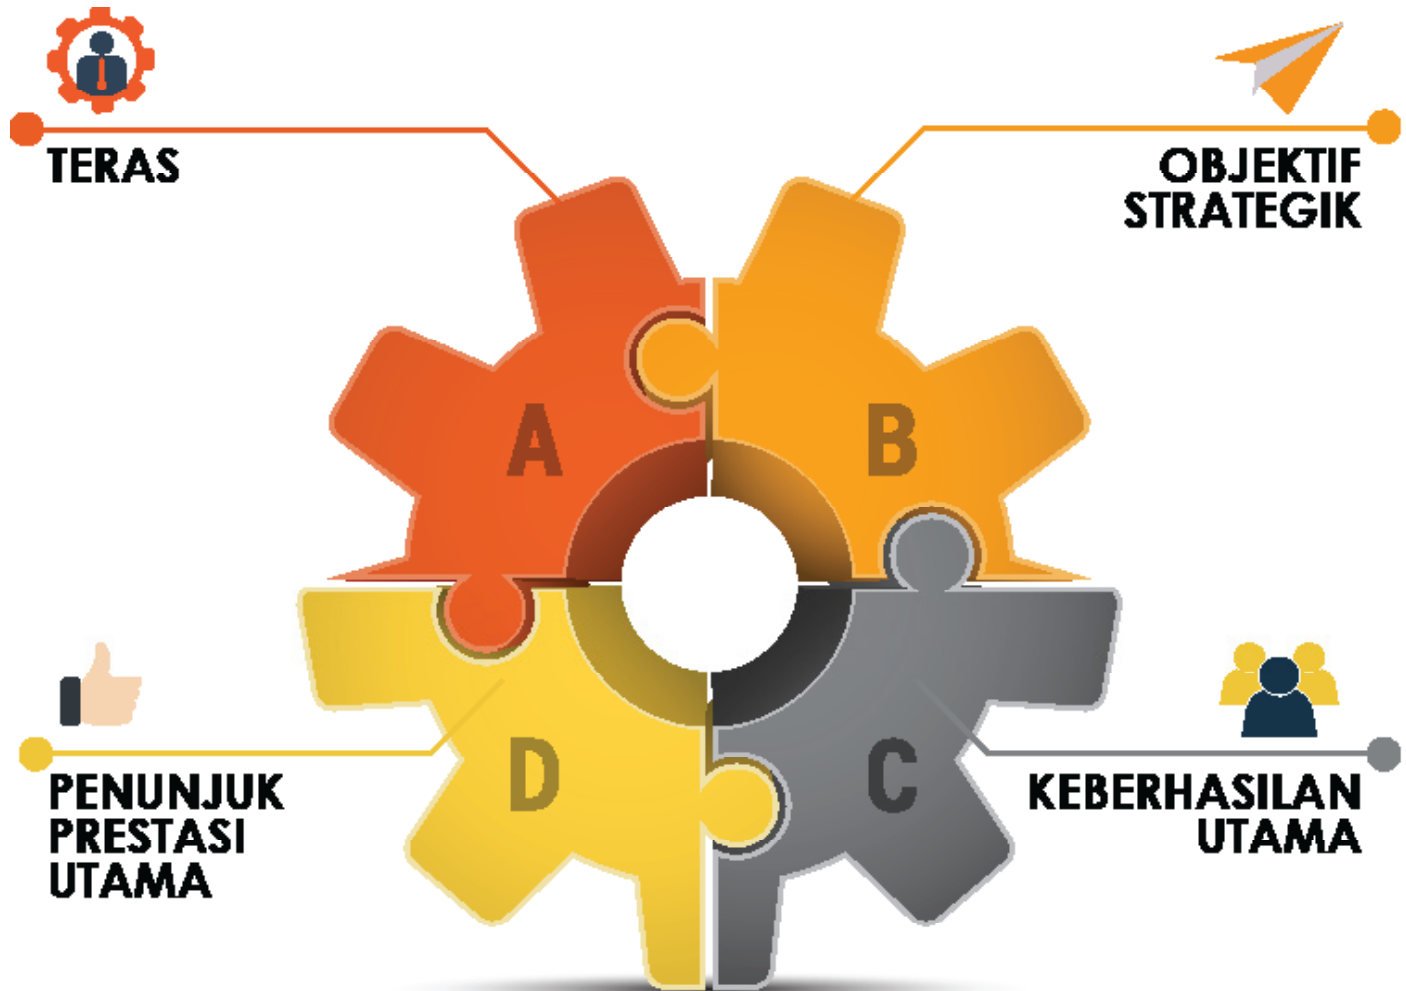 TERAS
OBJEKTIF
STRATEGIK
A
B
D
C
PENUNJUK
PRESTASI
UTAMA
KEBERHASILAN
UTAMA